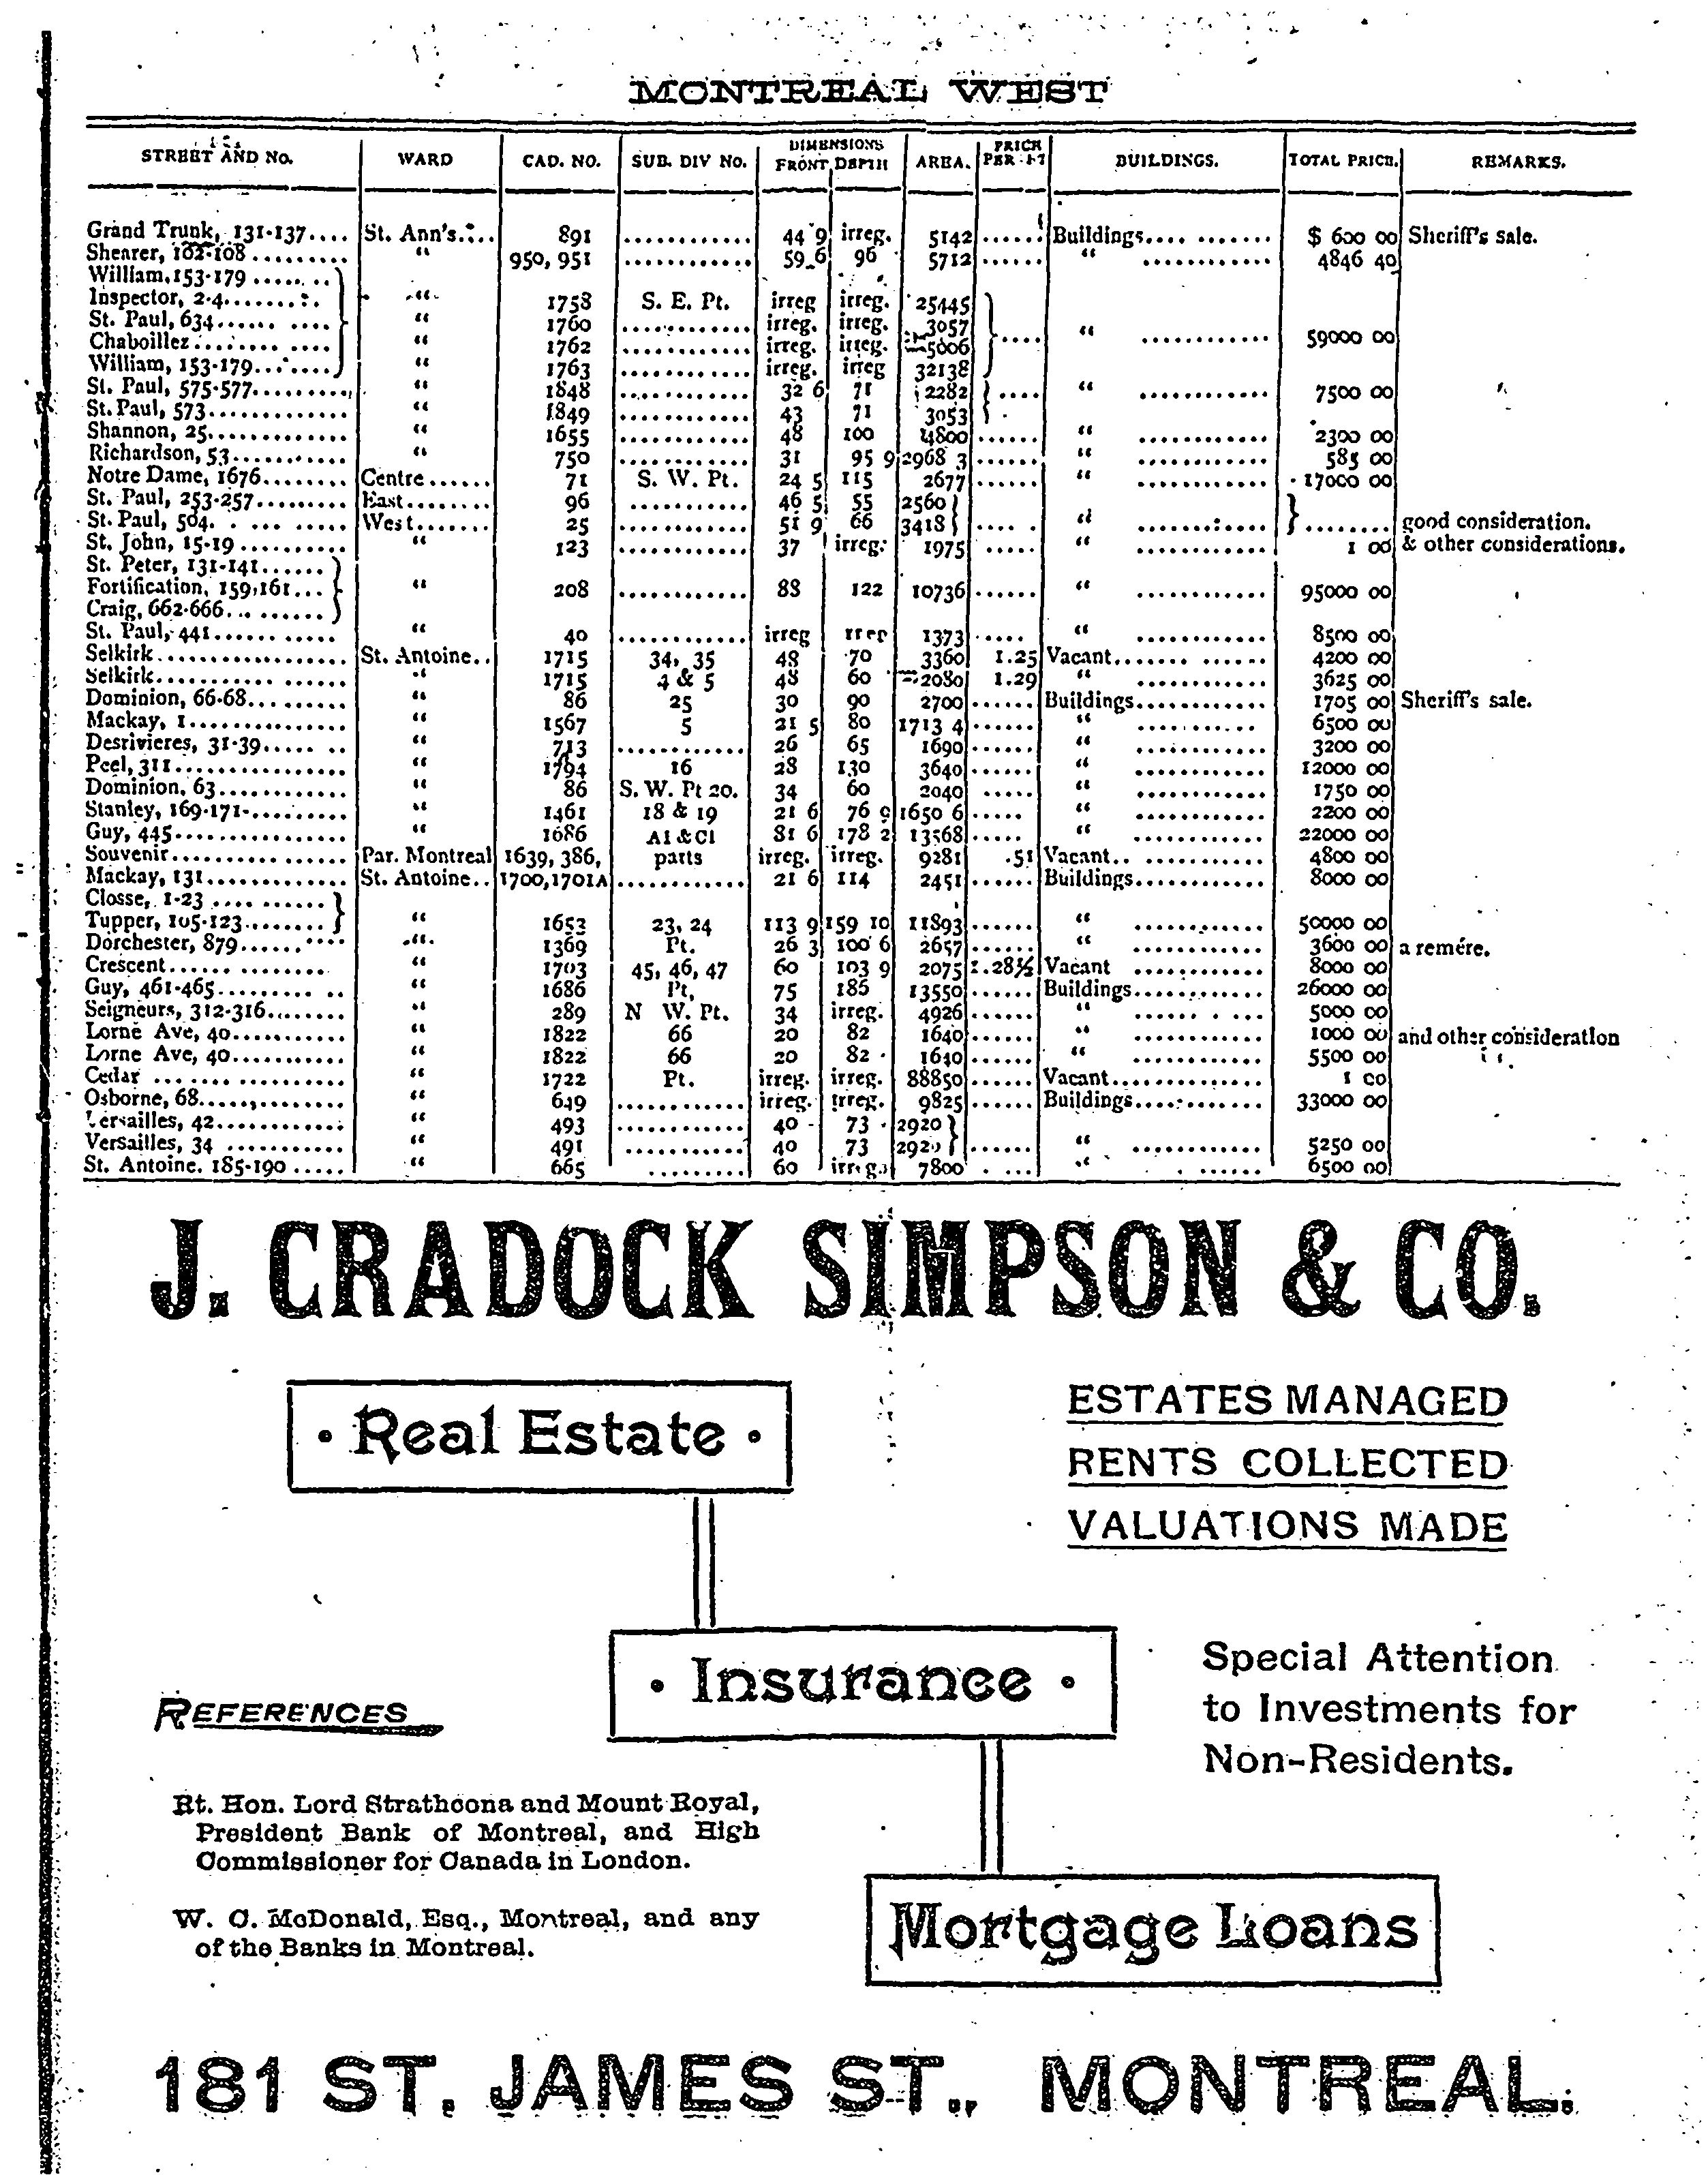 MONTREAL WEST
STREET AND No. WARD CAD. NO. SUB. DIV No. DIMENSIONS FRONT DEPTH AREA. PRICE PER FT BUILDINGS. TOTAL PRICE. REMARKS.
Grand Trunk, 131-137.... St. Ann's..... 891 ............ 44 9 irreg. 5142 ...... Buildings.... ....... $ 600 00 Sheriff's sale.
Shearer, 102-108 ......... “ 950, 951 ............ 59 6 96 5712 ...... “ ............ 4846 40
William, 153-179 ........
Inspector, 2-4......... “ 1758 S. E. Pt. irreg irreg. 25445
St. Paul, 634...... .... “ 1760 ............ irreg. irreg. 3057
Chaboillez ........ .... “ 1762 ............ irreg. irreg. 5006 .... “ ............ 59000 00
William, 153-179........ “ 1763 ............ irreg. irreg 32138
St. Paul, 575-577......... “ 1848 ............ 32 6 71 2282 .... “ ............ 7500 00
St. Paul, 573............. “ 1849 ............ 43 71 3053
Shannon, 25............. “ 1655 ............ 48 100 4800 ...... “ ............ 2300 00
Richardson, 53........... “ 750 ............ 31 95 9 2968 3 ...... “ ............ 585 00
Notre Dame, 1676........ Centre ...... 71 S. W. Pt. 24 5 115 2677 ...... “ ............ 17000 00
St. Paul, 253-257........ East........ 96 ........... 46 5 55 2560
St. Paul, 504. . ... ..... West....... 25 ........... 51 9 66 3418 .... . “ ............ ........ good consideration.
St. John, 15-19 .......... “ 123 ............ 37 irreg. 1975 ..... “ ............ 1 00 & other considerations.
St. Peter, 131-141......
Fortification, 159,161... “ 208 ............ 88 122 10736 ...... “ ............ 95000 00
Craig, 662-666... .......
St. Paul, 441...... ..... “ 40 ............ irreg 1373 ..... “ ............ 8500 00
Selkirk.................. St. Antoine.. 1715 34, 35 48 70 3360 1.25 Vacant....... ...... 4200 00
Selkirk........... ...... “ 1715 4 & 5 48 60 2080 1.29 “ ............ 3625 00
Dominion, 66-68......... “ 86 25 30 90 2700 ...... Buildings............ 1705 00 Sheriff's sale.
Mackay, 1............... “ 1567 5 21 5 80 1713 4 ...... “ ............ 6500 00
Desrivieres, 31-39..... .. “ 713 ............ 26 65 1690 ...... “ ............ 3200 00
Peel, 311................ “ 1794 16 28 130 3640 ...... “ ............ 12000 00
Dominion, 63............ “ 86 S. W. Pt 20. 34 60 2040 ..... “ ............ 1750 00
Stanley, 169-171......... “ 1461 18 & 19 21 6 76 9 1650 6 ..... “ ............ 2200 00
Guy, 445................ “ 1686 A1 & C1 81 6 178 2 13568 ..... “ ............ 22000 00
Souvenir................ Par. Montreal 1639, 386, parts irreg. irreg. 9281 .51 Vacant.. ........... 4800 00
Mackay, 131............. St. Antoine.. 1700,1701A ............ 21 6 114 2451 ...... Buildings............ 8000 00
Closse, 1-23 .... ......
Tupper, 105-123......... “ 1653 23, 24 113 9 159 10 11893 ...... “ ............ 50000 00
Dorchester, 879...... .... “ 1369 Pt. 26 3 100 6 2657 ...... “ ............ 3600 00 a remére.
Crescent...... ......... “ 1703 45, 46, 47 60 103 9 2075 1.28½ Vacant ............ 8000 00
Guy, 461-465......... .. “ 1686 Pt, 75 186 13550 ...... Buildings............ 26000 00
Seigneurs, 312-316....... “ 289 N W. Pt. 34 irreg. 4926 ...... “ ............ 5000 00
Lorne Ave, 40........... “ 1822 66 20 82 1640 ...... “ ............ 1000 00 and other consideration
Lorne Ave, 40........... “ 1822 66 20 82 1640 ...... “ ............ 5500 00 “
Cedar ... .... .......... “ 1722 Pt. irreg. irreg. 88850 ...... Vacant.............. 1 00
Osborne, 68............. “ 649 ............ irreg. irreg. 9825 ...... Buildings............ 33000 00
Versailles, 42............ “ 493 ............ 40 73 2920
Versailles, 34 ........... “ 491 ............ 40 73 2920 ...... “ ............ 5250 00
St. Antoine. 185-190 ..... “ 665 ......... 60 irreg. 7800 . ... “ . ...... 6500 00
J. CRADOCK SIMPSON & CO.
• Real Estate •
ESTATES MANAGED
RENTS COLLECTED
VALUATIONS MADE
• Insurance •
Special Attention
to Investments for
Non-Residents.
REFERENCES
Rt. Hon. Lord Strathcona and Mount Royal,
President Bank of Montreal, and High
Commissioner for Canada in London.
W. C. McDonald, Esq., Montreal, and any
of the Banks in Montreal.
Mortgage Loans
181 ST. JAMES ST., MONTREAL.